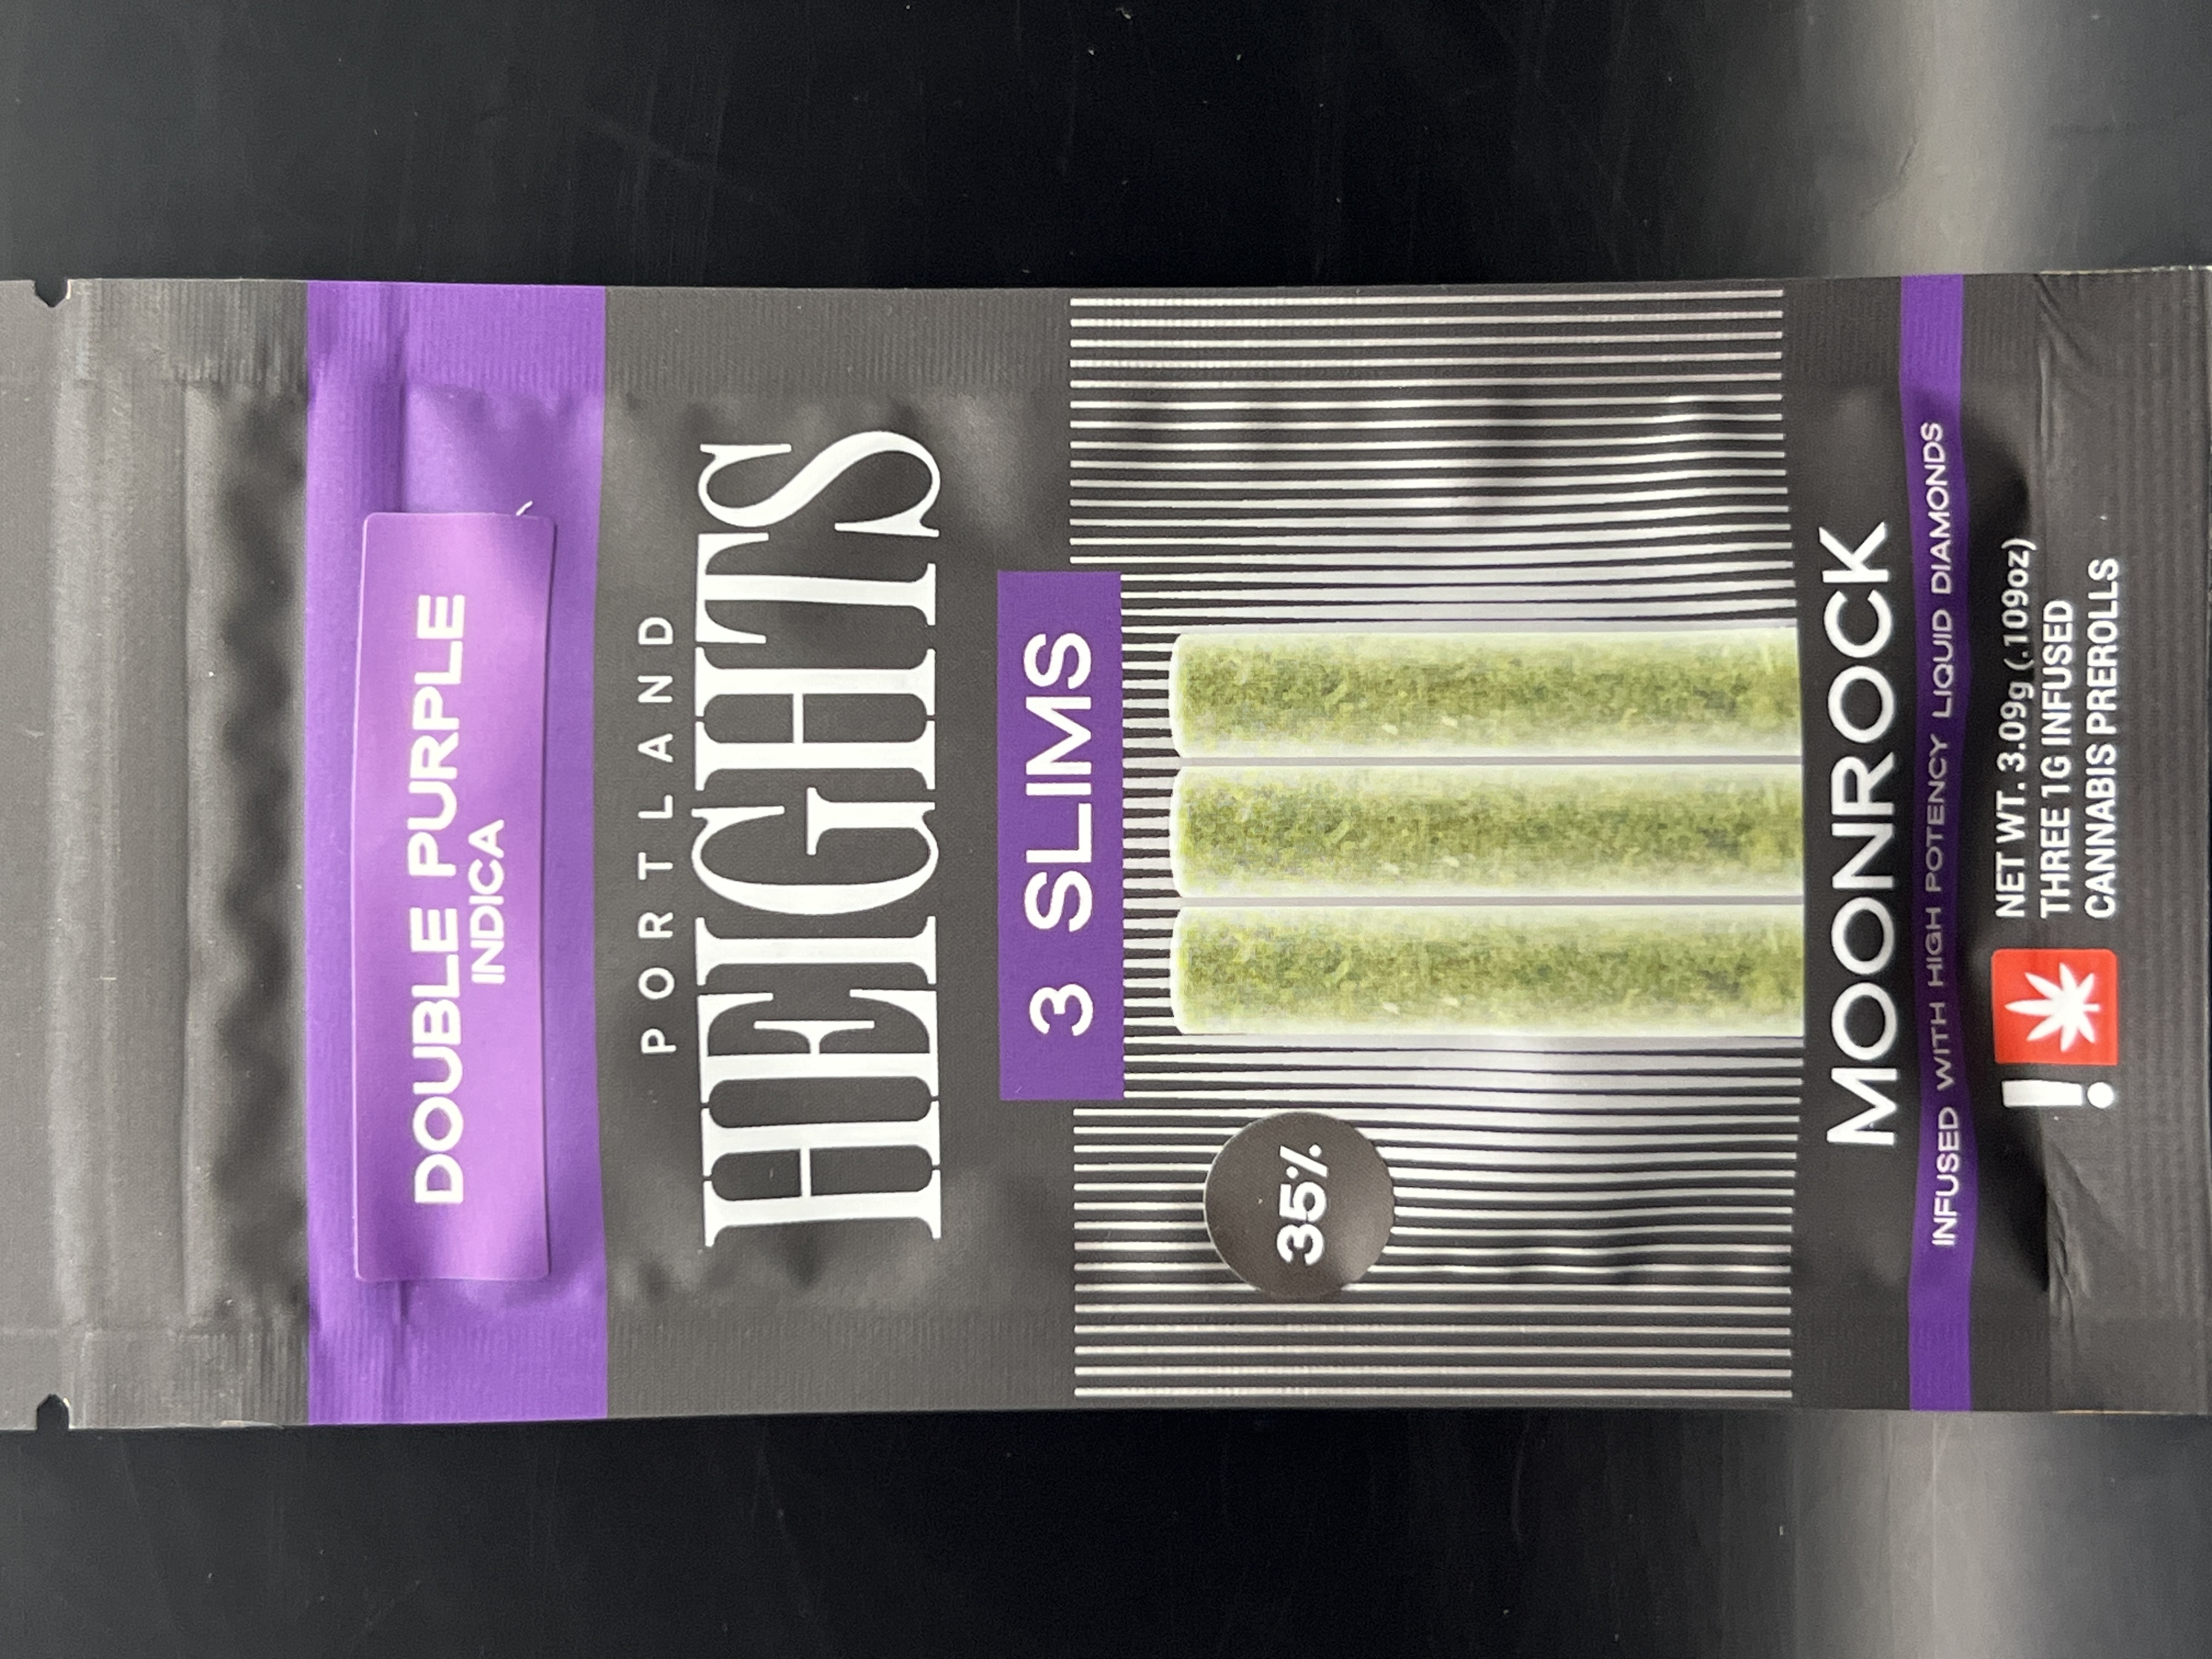 DOUBLE PURPLE
INDICA
PORTLAND
HEIGHTS
3 SLIMS
35%
MOONROCK
INFUSED WITH HIGH POTENCY LIQUID DIAMONDS
!
NET WT. 3.09g (.109oz)
THREE 1G INFUSED
CANNABIS PREROLLS